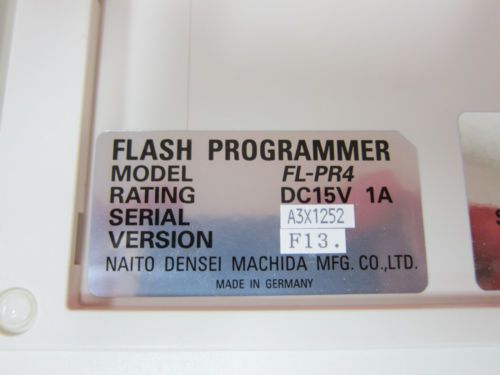 FLASH PROGRAMMER
MODEL FL-PR4
RATING DC15V 1A
SERIAL A3X1252
VERSION F13.
NAITO DENSEI MACHIDA MFG. CO.,LTD.
MADE IN GERMANY